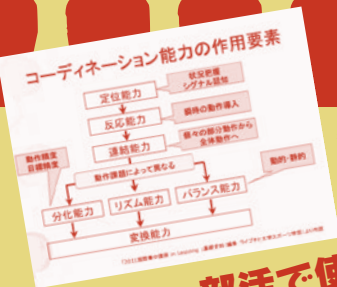 コーディネーション能力の作用要素
定位能力
状況把握
シグナル認知
反応能力
瞬時の動作導入
連結能力
個々の部分動作から
全体動作へ
動作精度
目標精度
動作課題によって異なる
動的・静的
分化能力
リズム能力
バランス能力
変換能力
部活で使